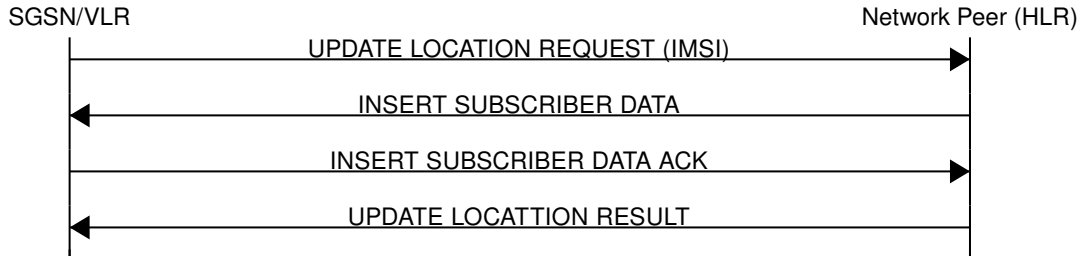 SGSN/VLR
Network Peer (HLR)
UPDATE LOCATION REQUEST (IMSI)
INSERT SUBSCRIBER DATA
INSERT SUBSCRIBER DATA ACK
UPDATE LOCATTION RESULT